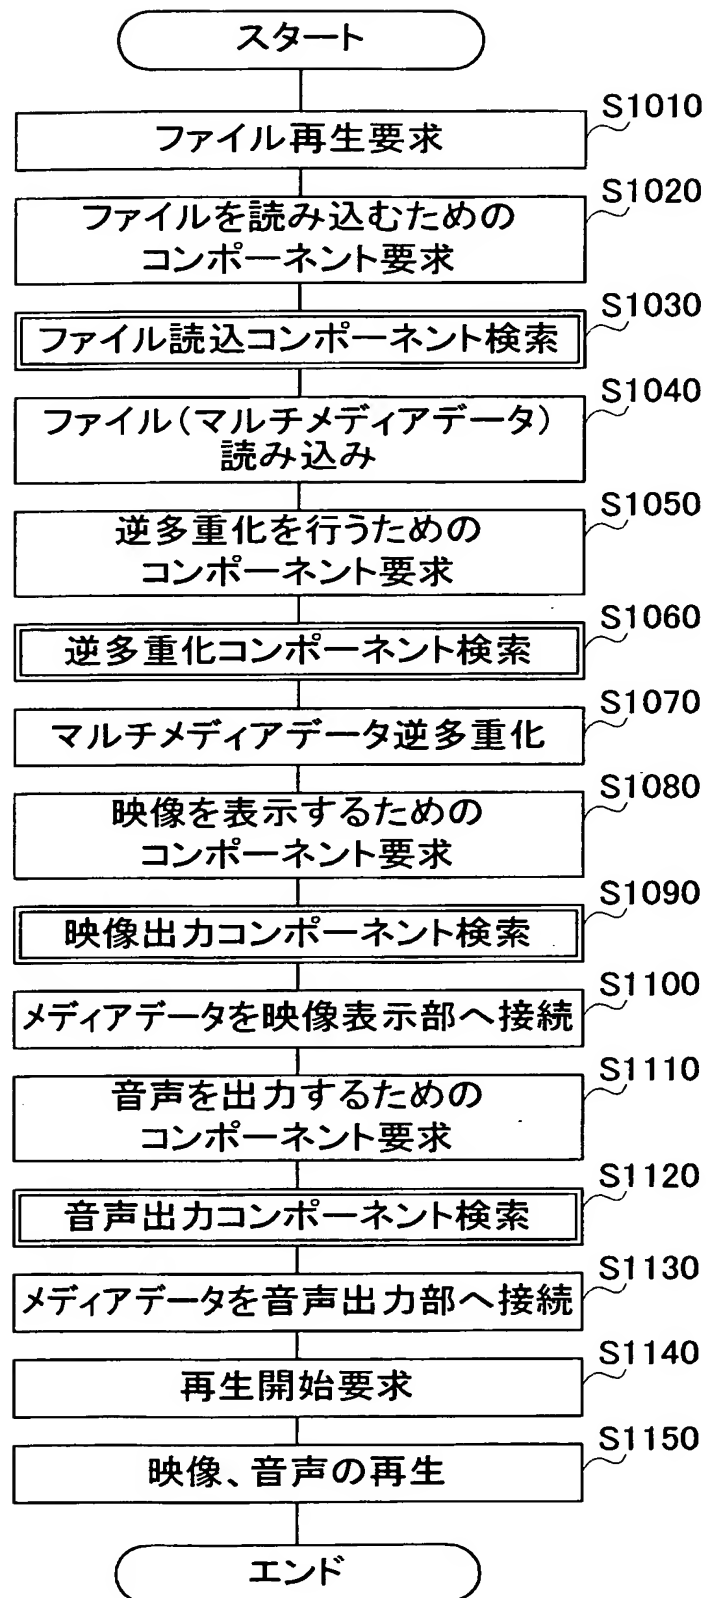 スタート
S1010
ファイル再生要求
S1020
ファイルを読み込むための
コンポーネント要求
S1030
ファイル読込コンポーネント検索
S1040
ファイル(マルチメディアデータ)
読み込み
S1050
逆多重化を行うための
コンポーネント要求
S1060
逆多重化コンポーネント検索
S1070
マルチメディアデータ逆多重化
S1080
映像を表示するための
コンポーネント要求
S1090
映像出力コンポーネント検索
S1100
メディアデータを映像表示部へ接続
S1110
音声を出力するための
コンポーネント要求
S1120
音声出力コンポーネント検索
S1130
メディアデータを音声出力部へ接続
S1140
再生開始要求
S1150
映像、音声の再生
エンド